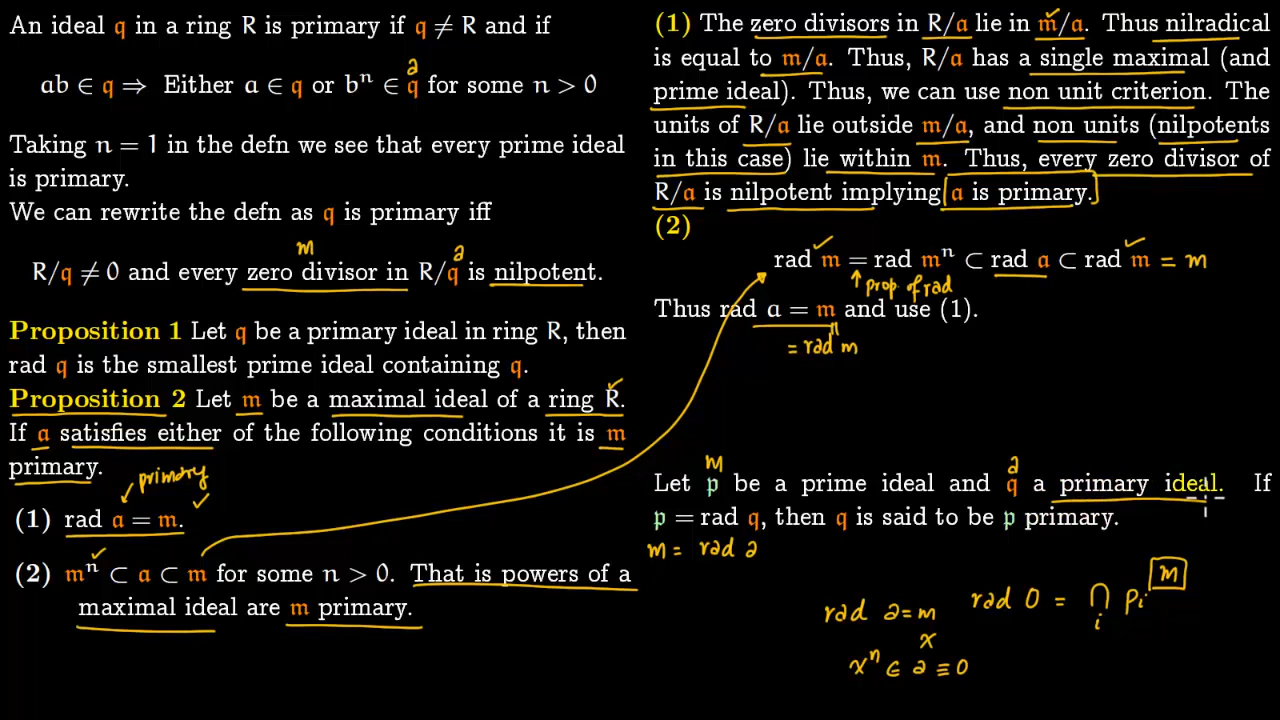 An ideal 𝔮 in a ring R is primary if 𝔮 ≠ R and if
a
ab ∈ 𝔮 ⇒ Either a ∈ 𝔮 or bⁿ ∈ 𝔮 for some n > 0
Taking n = 1 in the defn we see that every prime ideal
is primary.
We can rewrite the defn as 𝔮 is primary iff
m a
R/𝔮 ≠ 0 and every zero divisor in R/𝔮 is nilpotent.
Proposition 1 Let 𝔮 be a primary ideal in ring R, then
rad 𝔮 is the smallest prime ideal containing 𝔮.
Proposition 2 Let 𝔪 be a maximal ideal of a ring R.
If 𝔞 satisfies either of the following conditions it is 𝔪
primary.
primary
(1) rad 𝔞 = 𝔪.
(2) 𝔪ⁿ ⊂ 𝔞 ⊂ 𝔪 for some n > 0. That is powers of a
maximal ideal are 𝔪 primary.
(1) The zero divisors in R/𝔞 lie in 𝔪/𝔞. Thus nilradical
is equal to 𝔪/𝔞. Thus, R/𝔞 has a single maximal (and
prime ideal). Thus, we can use non unit criterion. The
units of R/𝔞 lie outside 𝔪/𝔞, and non units (nilpotents
in this case) lie within 𝔪. Thus, every zero divisor of
R/𝔞 is nilpotent implying 𝔞 is primary.
(2)
rad 𝔪 = rad 𝔪ⁿ ⊂ rad 𝔞 ⊂ rad 𝔪 = m
prop. of rad
Thus rad 𝔞 = 𝔪 and use (1).
= rad m
m a
Let 𝔭 be a prime ideal and 𝔮 a primary ideal. If
𝔭 = rad 𝔮, then 𝔮 is said to be 𝔭 primary.
m = rad a
rad a = m rad 0 = ∩ᵢ pᵢ m
x
xⁿ ∈ a ≡ 0